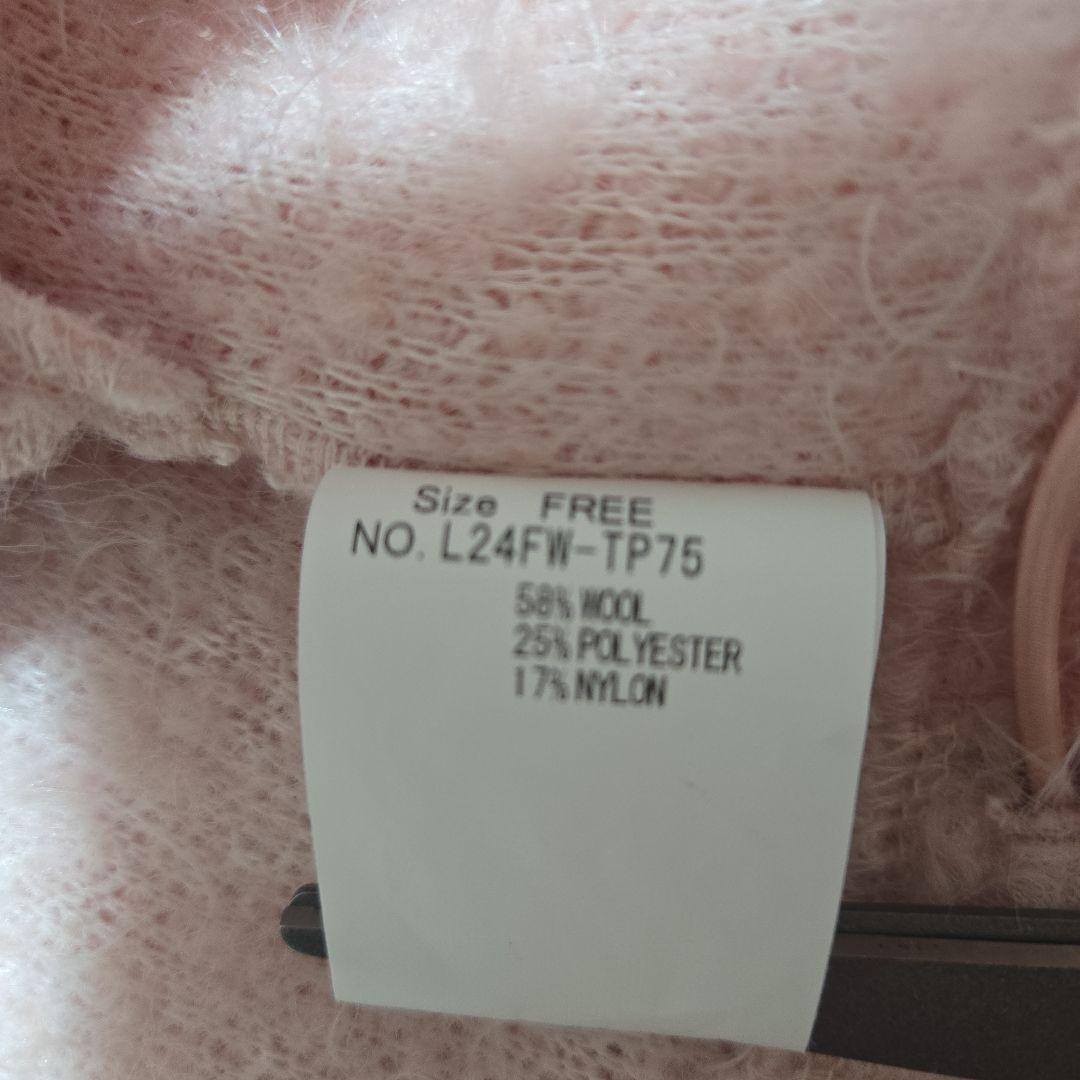 Size FREE
NO. L24FW-TP75
58% WOOL
25% POLYESTER
17% NYLON